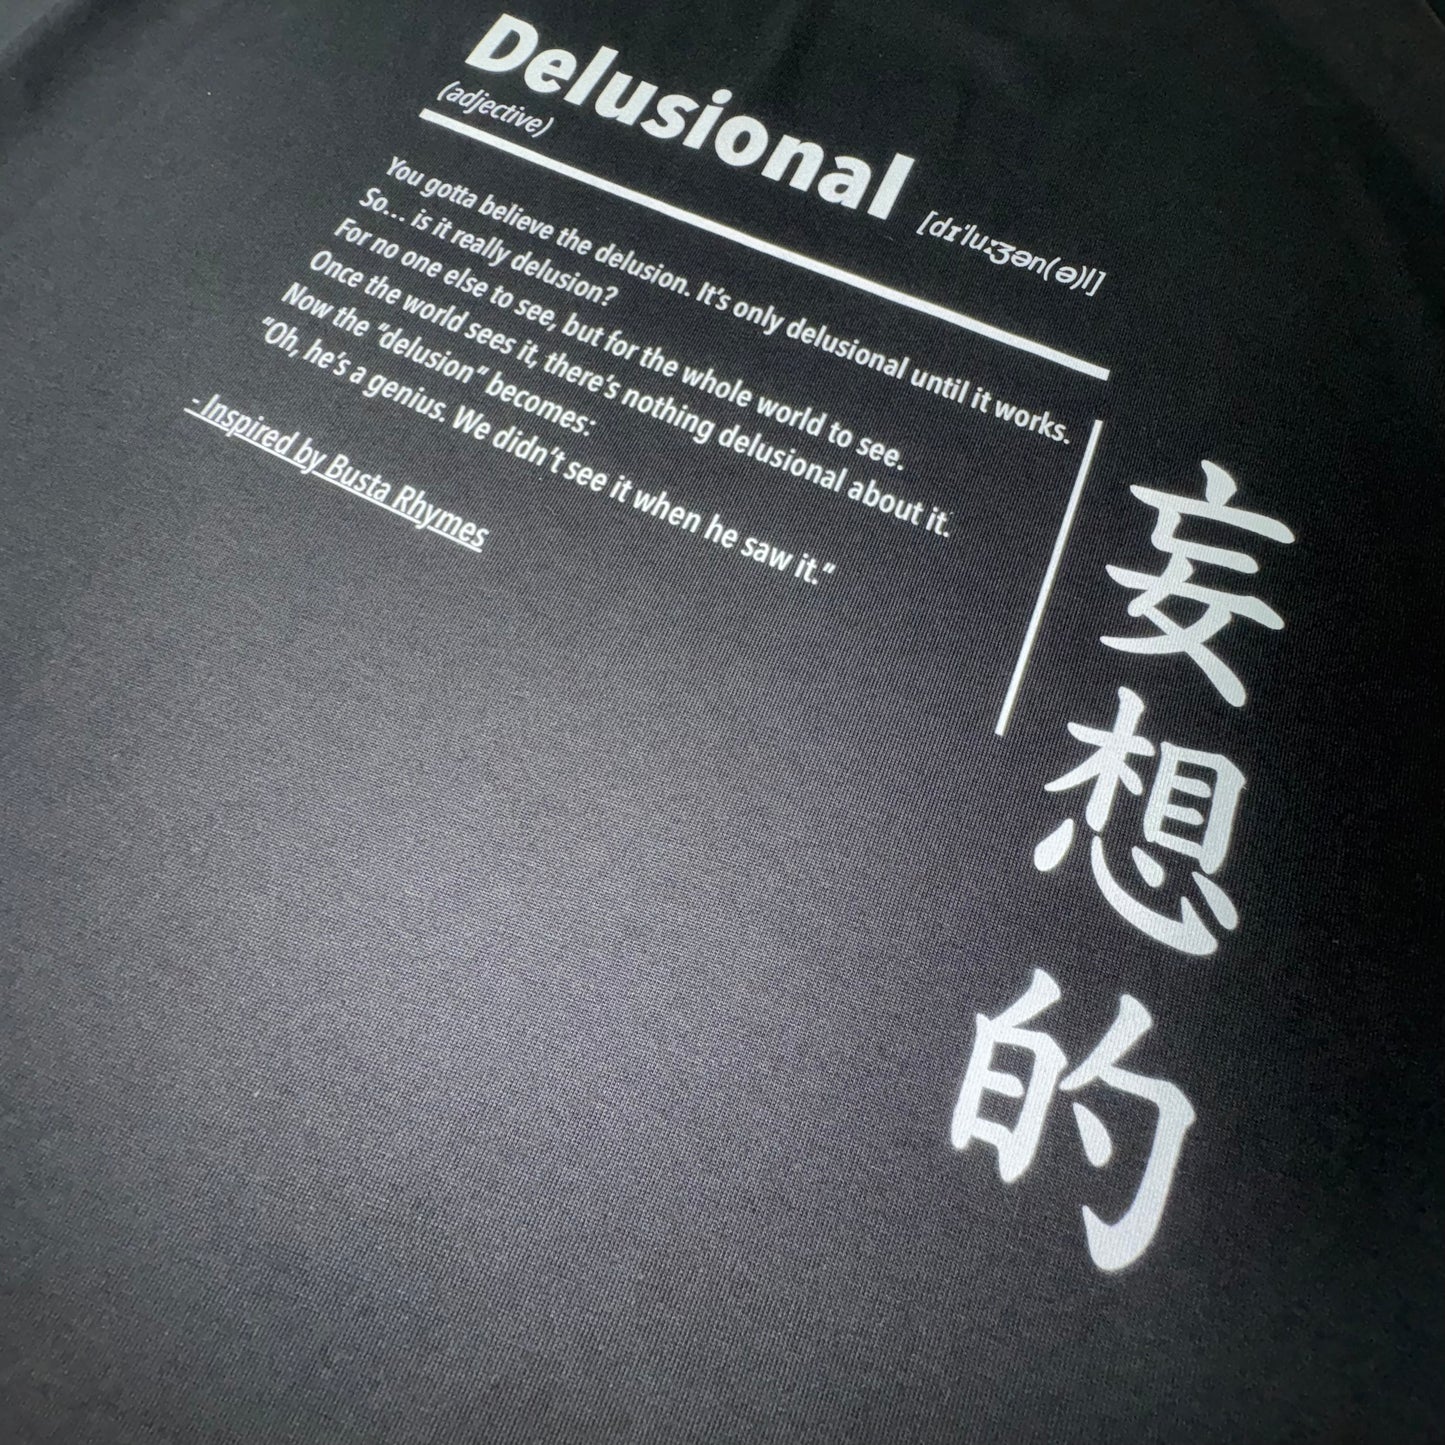 Delusional [dɪˈluːʒən(ə)l]
(adjective)
You gotta believe the delusion. It's only delusional until it works.
So... is it really delusion?
For no one else to see, but for the whole world to see.
Once the world sees it, there's nothing delusional about it.
Now the "delusion" becomes:
"Oh, he's a genius. We didn't see it when he saw it."
- Inspired by Busta Rhymes
妄想的